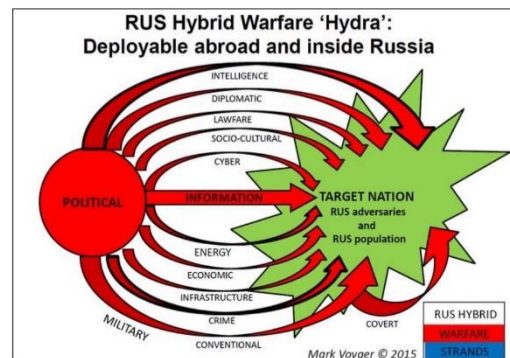 RUS Hybrid Warfare ‘Hydra’:
Deployable abroad and inside Russia
INTELLIGENCE
DIPLOMATIC
LAWFARE
SOCIO-CULTURAL
CYBER
POLITICAL
INFORMATION
TARGET NATION
RUS adversaries
and
RUS population
ENERGY
ECONOMIC
INFRASTRUCTURE
CRIME
MILITARY
CONVENTIONAL
COVERT
RUS HYBRID
WARFARE
STRANDS
Mark Voyger © 2015